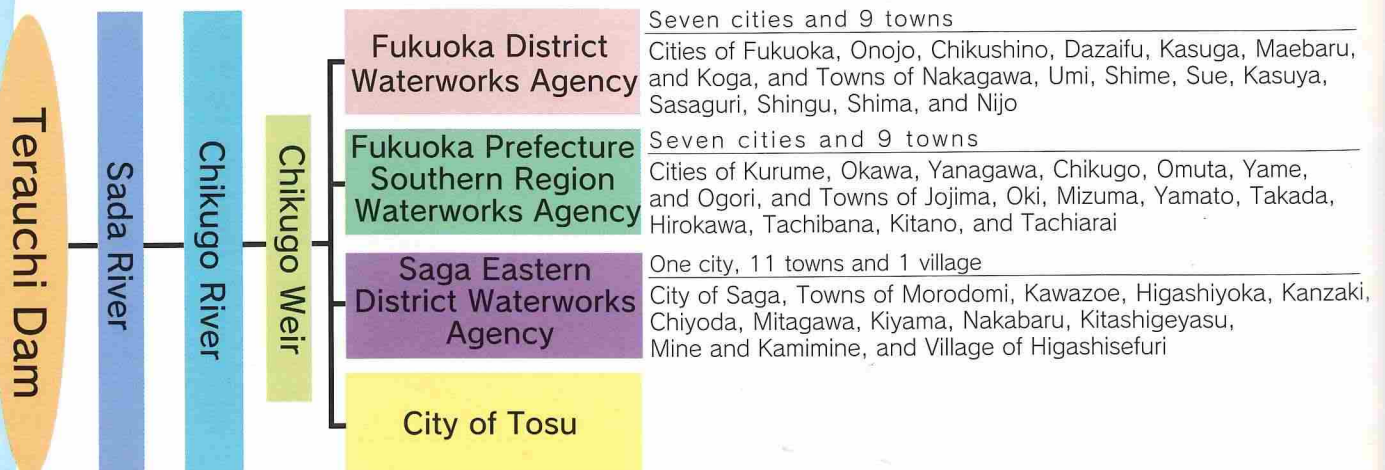 Terauchi Dam
Sada River
Chikugo River
Chikugo Weir
Fukuoka District
Waterworks Agency
Seven cities and 9 towns
Cities of Fukuoka, Onojo, Chikushino, Dazaifu, Kasuga, Maebaru,
and Koga, and Towns of Nakagawa, Umi, Shime, Sue, Kasuya,
Sasaguri, Shingu, Shima, and Nijo
Fukuoka Prefecture
Southern Region
Waterworks Agency
Seven cities and 9 towns
Cities of Kurume, Okawa, Yanagawa, Chikugo, Omuta, Yame,
and Ogori, and Towns of Jojima, Oki, Mizuma, Yamato, Takada,
Hirokawa, Tachibana, Kitano, and Tachiarai
Saga Eastern
District Waterworks
Agency
One city, 11 towns and 1 village
City of Saga, Towns of Morodomi, Kawazoe, Higashiyoka, Kanzaki,
Chiyoda, Mitagawa, Kiyama, Nakabaru, Kitashigeyasu,
Mine and Kamimine, and Village of Higashisefuri
City of Tosu